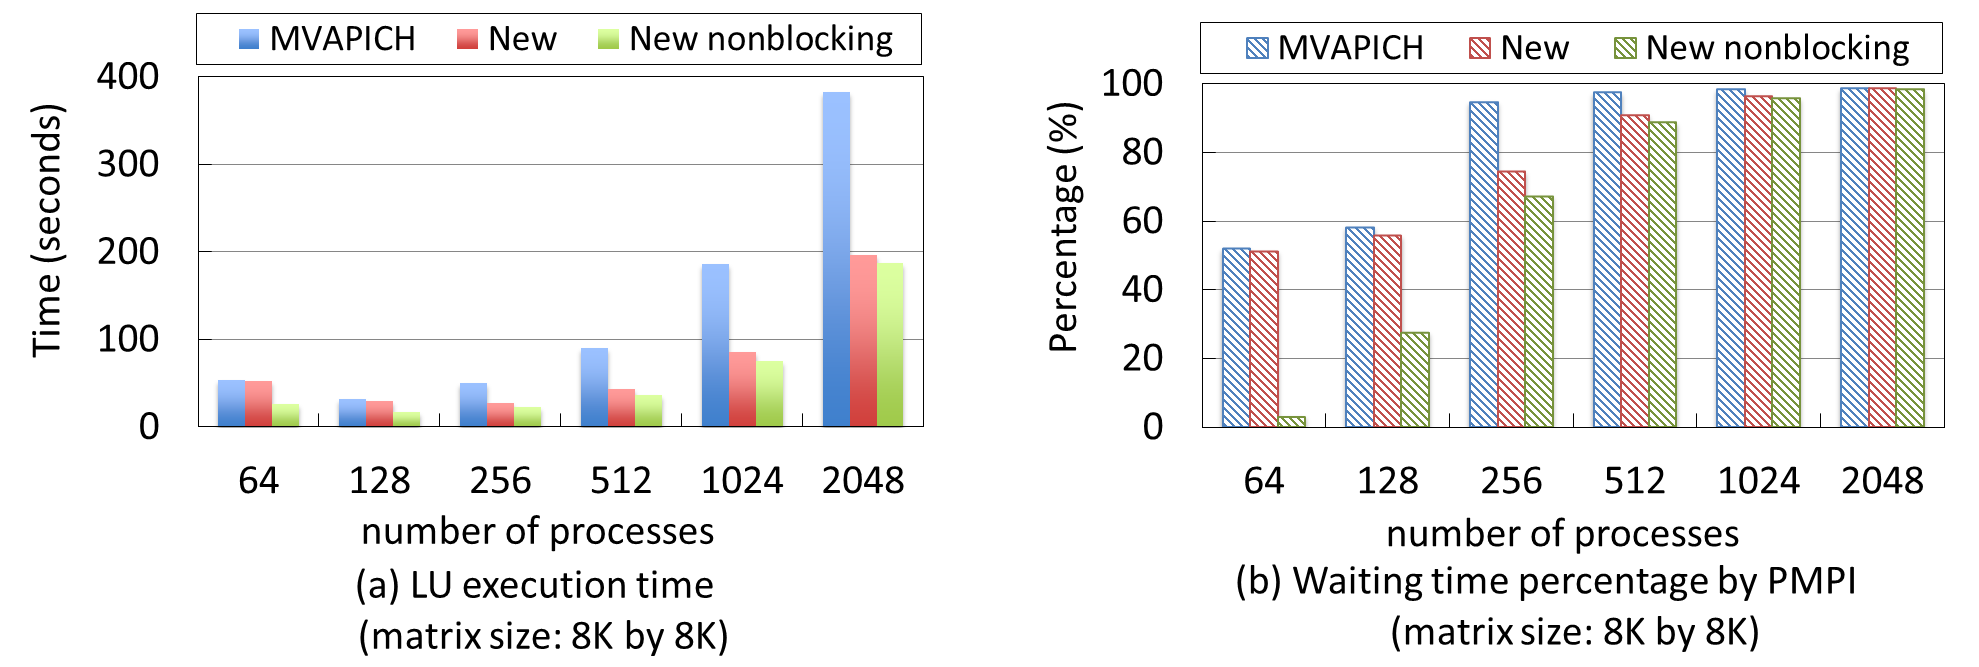 MVAPICH New New nonblocking
400
300
200
100
0
Time (seconds)
64 128 256 512 1024 2048
number of processes
(a) LU execution time
(matrix size: 8K by 8K)
MVAPICH New New nonblocking
100
80
60
40
20
0
Percentage (%)
64 128 256 512 1024 2048
number of processes
(b) Waiting time percentage by PMPI
(matrix size: 8K by 8K)